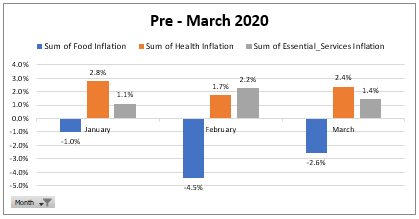 Pre - March 2020
Sum of Food Inflation Sum of Health Inflation Sum of Essential_Services Inflation
4.0%
3.0%
2.0%
1.0%
0.0%
-1.0%
-2.0%
-3.0%
-4.0%
-5.0%
2.8% 1.1% 1.7% 2.2% 2.4% 1.4%
January February March
-1.0% -4.5% -2.6%
Month